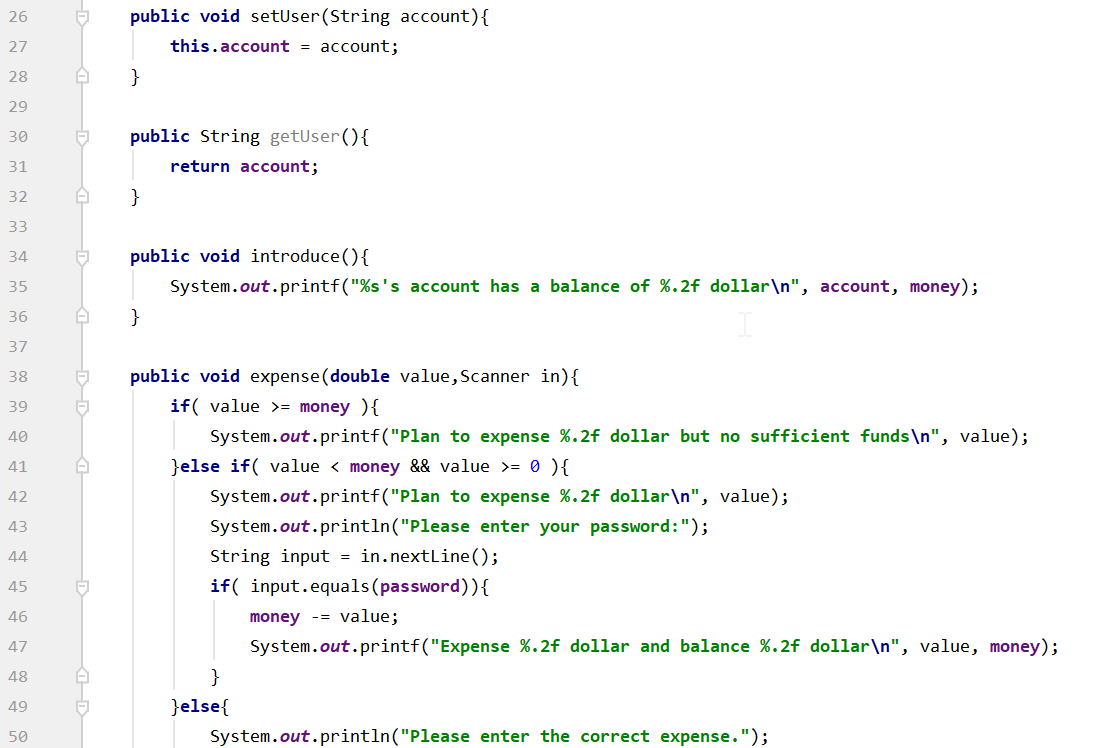 26 public void setUser(String account){
27 this.account = account;
28 }
29
30 public String getUser(){
31 return account;
32 }
33
34 public void introduce(){
35 System.out.printf("%s's account has a balance of %.2f dollar\n", account, money);
36 }
37
38 public void expense(double value,Scanner in){
39 if( value >= money ){
40 System.out.printf("Plan to expense %.2f dollar but no sufficient funds\n", value);
41 }else if( value < money && value >= 0 ){
42 System.out.printf("Plan to expense %.2f dollar\n", value);
43 System.out.println("Please enter your password:");
44 String input = in.nextLine();
45 if( input.equals(password)){
46 money -= value;
47 System.out.printf("Expense %.2f dollar and balance %.2f dollar\n", value, money);
48 }
49 }else{
50 System.out.println("Please enter the correct expense.");